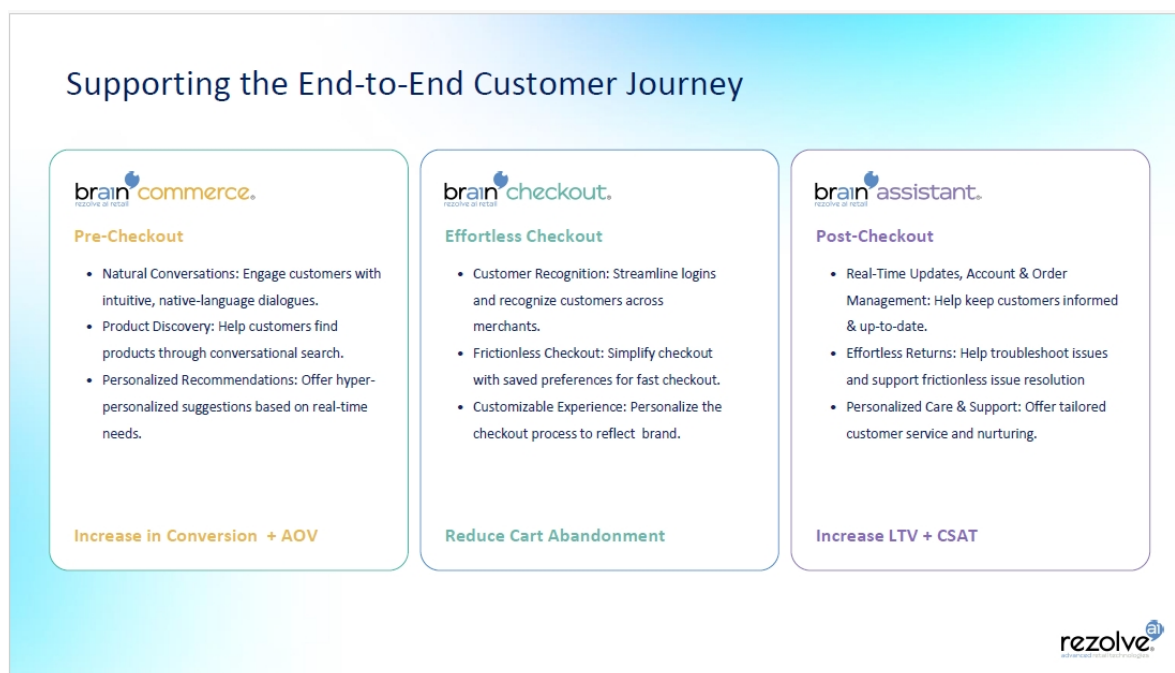 Supporting the End-to-End Customer Journey
brain commerce.
rezolve ai retail
Pre-Checkout
• Natural Conversations: Engage customers with
intuitive, native-language dialogues.
• Product Discovery: Help customers find
products through conversational search.
• Personalized Recommendations: Offer hyper-
personalized suggestions based on real-time
needs.
Increase in Conversion + AOV
brain checkout.
rezolve ai retail
Effortless Checkout
• Customer Recognition: Streamline logins
and recognize customers across
merchants.
• Frictionless Checkout: Simplify checkout
with saved preferences for fast checkout.
• Customizable Experience: Personalize the
checkout process to reflect brand.
Reduce Cart Abandonment
brain assistant.
rezolve ai retail
Post-Checkout
• Real-Time Updates, Account & Order
Management: Help keep customers informed
& up-to-date.
• Effortless Returns: Help troubleshoot issues
and support frictionless issue resolution
• Personalized Care & Support: Offer tailored
customer service and nurturing.
Increase LTV + CSAT
rezolve ai
advanced retail technologies